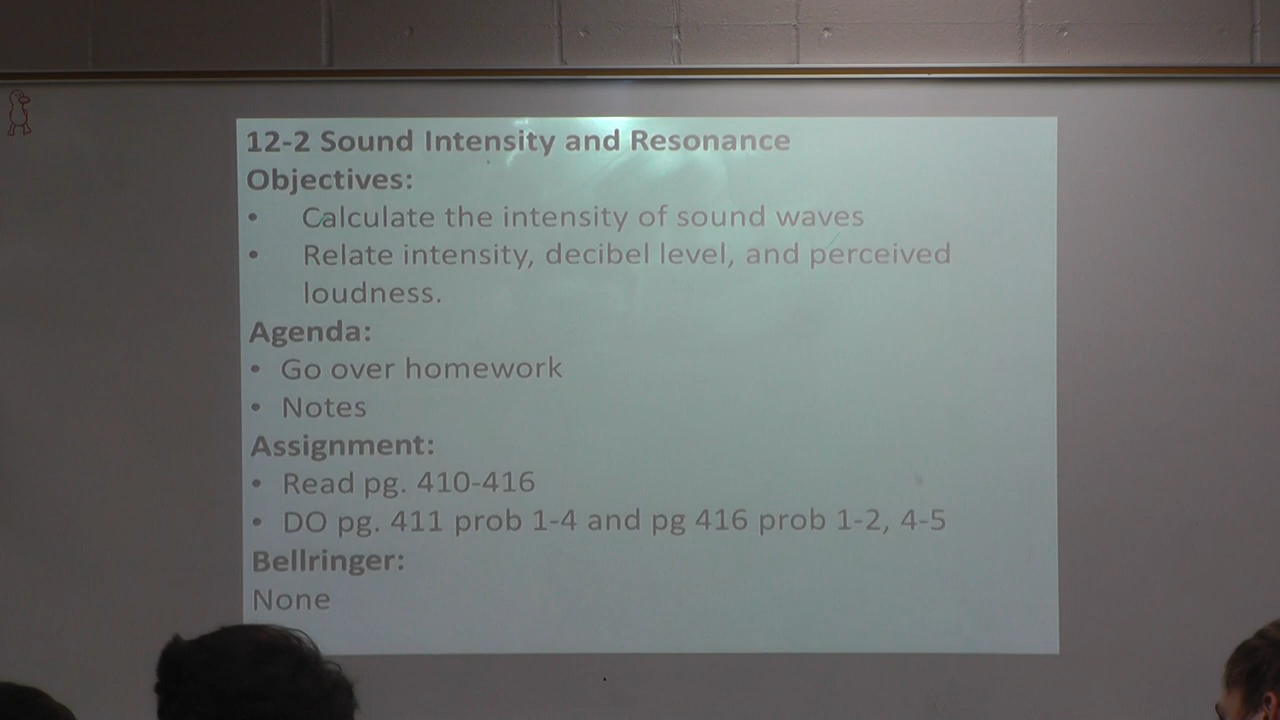 12-2 Sound Intensity and Resonance
Objectives:
• Calculate the intensity of sound waves
• Relate intensity, decibel level, and perceived
loudness.
Agenda:
• Go over homework
• Notes
Assignment:
• Read pg. 410-416
• DO pg. 411 prob 1-4 and pg 416 prob 1-2, 4-5
Bellringer:
None